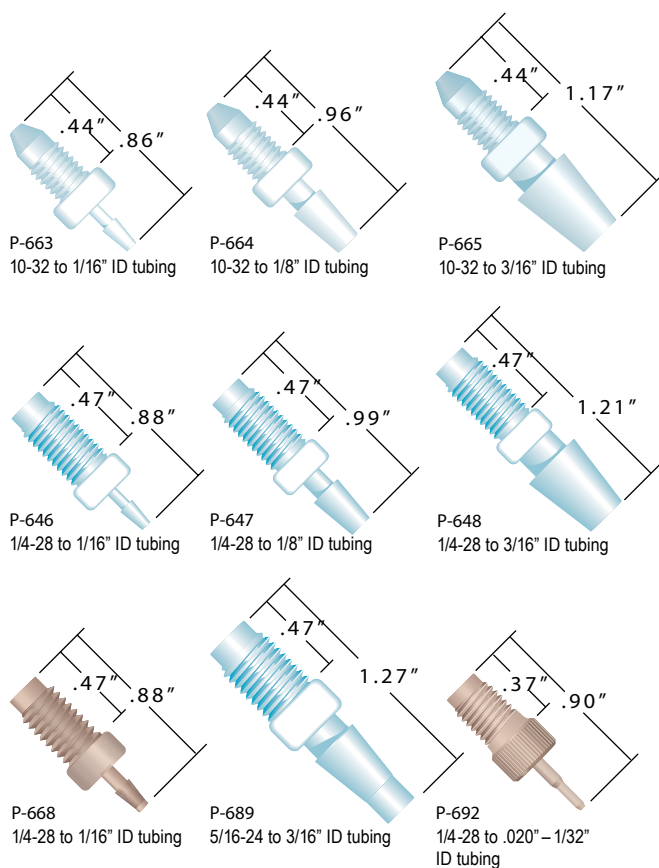 .44” .86”
P-663
10-32 to 1/16” ID tubing
.44” .96”
P-664
10-32 to 1/8” ID tubing
.44” 1.17”
P-665
10-32 to 3/16” ID tubing
.47” .88”
P-646
1/4-28 to 1/16” ID tubing
.47” .99”
P-647
1/4-28 to 1/8” ID tubing
.47” 1.21”
P-648
1/4-28 to 3/16” ID tubing
.47” .88”
P-668
1/4-28 to 1/16” ID tubing
.47” 1.27”
P-689
5/16-24 to 3/16” ID tubing
.37” .90”
P-692
1/4-28 to .020” – 1/32”
ID tubing